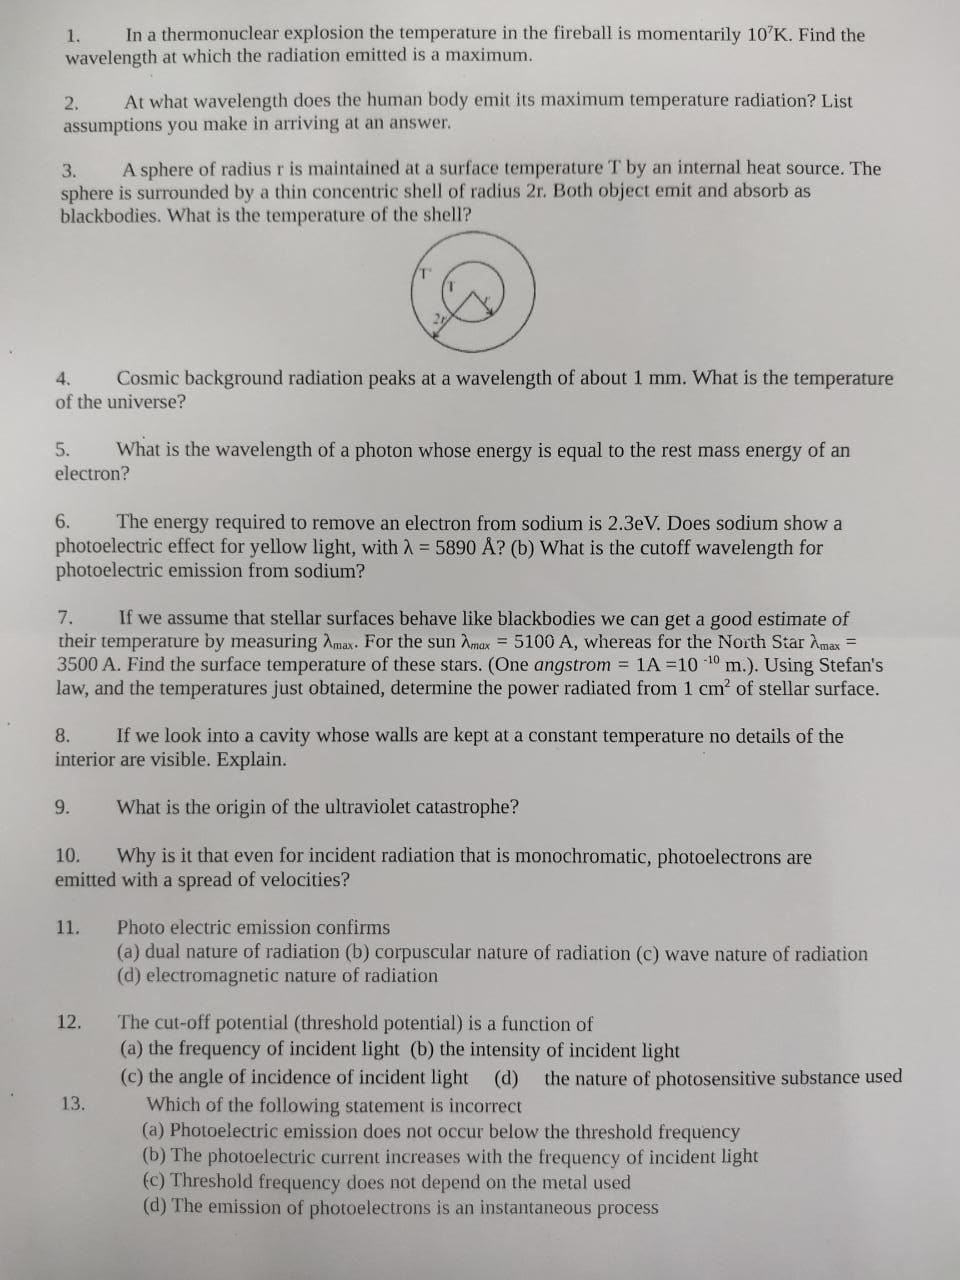 1. In a thermonuclear explosion the temperature in the fireball is momentarily 10⁷K. Find the
wavelength at which the radiation emitted is a maximum.
2. At what wavelength does the human body emit its maximum temperature radiation? List
assumptions you make in arriving at an answer.
3. A sphere of radius r is maintained at a surface temperature T by an internal heat source. The
sphere is surrounded by a thin concentric shell of radius 2r. Both object emit and absorb as
blackbodies. What is the temperature of the shell?
T'
T
r
2r
4. Cosmic background radiation peaks at a wavelength of about 1 mm. What is the temperature
of the universe?
5. What is the wavelength of a photon whose energy is equal to the rest mass energy of an
electron?
6. The energy required to remove an electron from sodium is 2.3eV. Does sodium show a
photoelectric effect for yellow light, with λ = 5890 Å? (b) What is the cutoff wavelength for
photoelectric emission from sodium?
7. If we assume that stellar surfaces behave like blackbodies we can get a good estimate of
their temperature by measuring λmax. For the sun λmax = 5100 A, whereas for the North Star λmax =
3500 A. Find the surface temperature of these stars. (One angstrom = 1A =10 ⁻¹⁰ m.). Using Stefan's
law, and the temperatures just obtained, determine the power radiated from 1 cm² of stellar surface.
8. If we look into a cavity whose walls are kept at a constant temperature no details of the
interior are visible. Explain.
9. What is the origin of the ultraviolet catastrophe?
10. Why is it that even for incident radiation that is monochromatic, photoelectrons are
emitted with a spread of velocities?
11. Photo electric emission confirms
(a) dual nature of radiation (b) corpuscular nature of radiation (c) wave nature of radiation
(d) electromagnetic nature of radiation
12. The cut-off potential (threshold potential) is a function of
(a) the frequency of incident light (b) the intensity of incident light
(c) the angle of incidence of incident light (d) the nature of photosensitive substance used
13. Which of the following statement is incorrect
(a) Photoelectric emission does not occur below the threshold frequency
(b) The photoelectric current increases with the frequency of incident light
(c) Threshold frequency does not depend on the metal used
(d) The emission of photoelectrons is an instantaneous process